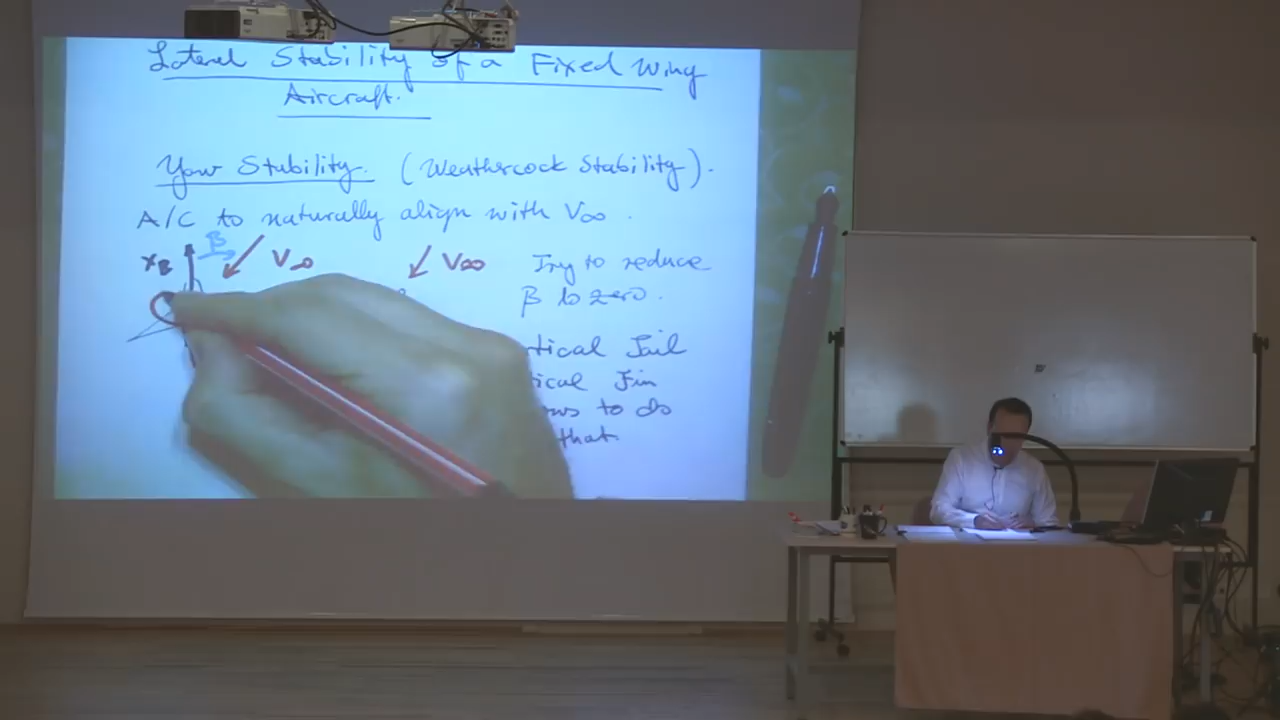 Lateral Stability of a Fixed Wing
Aircraft.
Yaw Stability. (Weathercock Stability).
A/C to naturally align with V∞.
β
x_B V∞ V∞ Try to reduce
β to zero.
tical Tail
tical Fin
ows to do
that